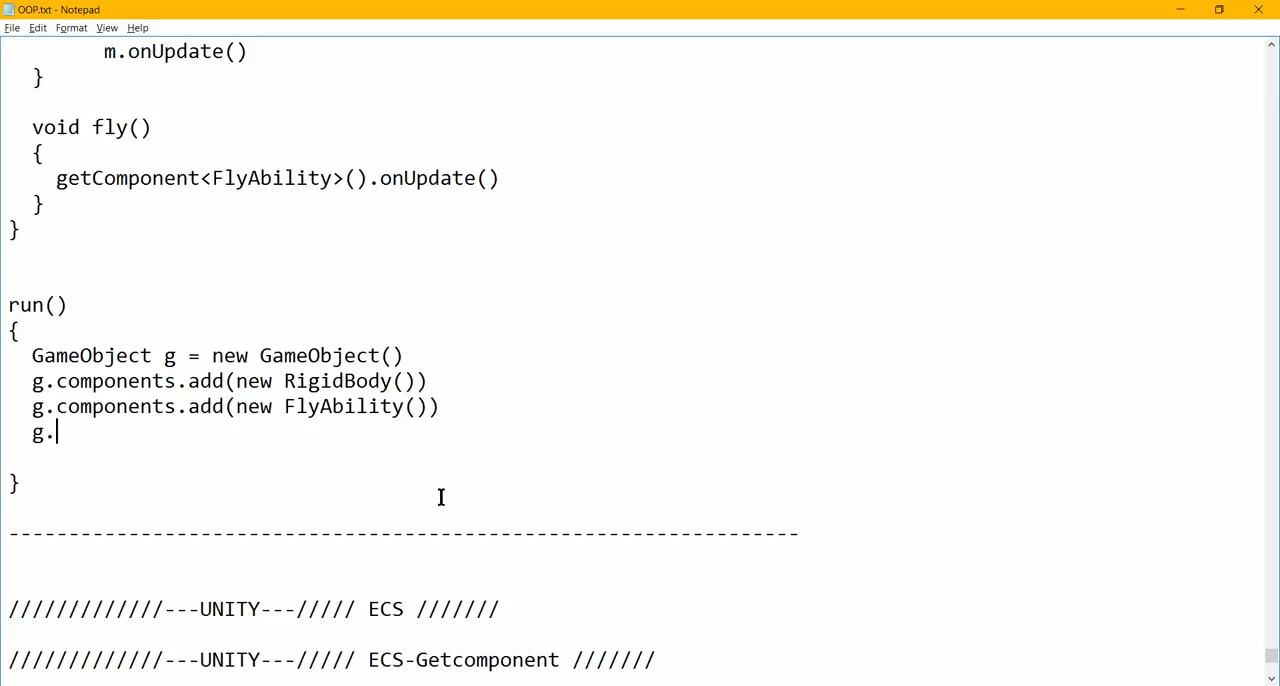 OOP.txt - Notepad
File Edit Format View Help
m.onUpdate()
}
void fly()
{
getComponent<FlyAbility>().onUpdate()
}
}
run()
{
GameObject g = new GameObject()
g.components.add(new RigidBody())
g.components.add(new FlyAbility())
g.
}
------------------------------------------------------------------
/////////////---UNITY---///// ECS ///////
/////////////---UNITY---///// ECS-Getcomponent ///////